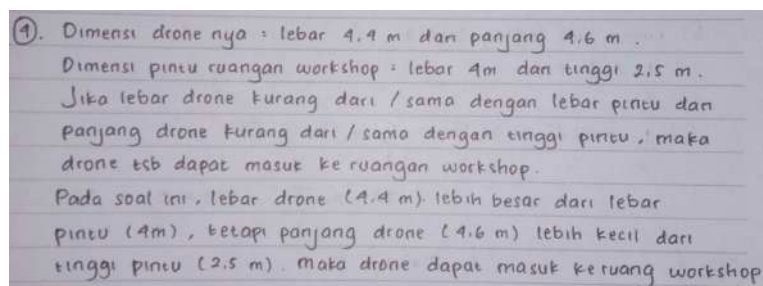 ①. Dimensi drone nya : lebar 4.4 m dan panjang 4.6 m .
Dimensi pintu ruangan workshop : lebar 4m dan tinggi 2,5 m .
Jika lebar drone kurang dari / sama dengan lebar pintu dan
panjang drone kurang dari / sama dengan tinggi pintu , maka
drone tsb dapat masuk ke ruangan workshop.
Pada soal ini , lebar drone (4.4 m) lebih besar dari lebar
pintu (4m) , tetapi panjang drone (4.6 m) lebih kecil dari
tinggi pintu (2.5 m) . maka drone dapat masuk ke ruang workshop